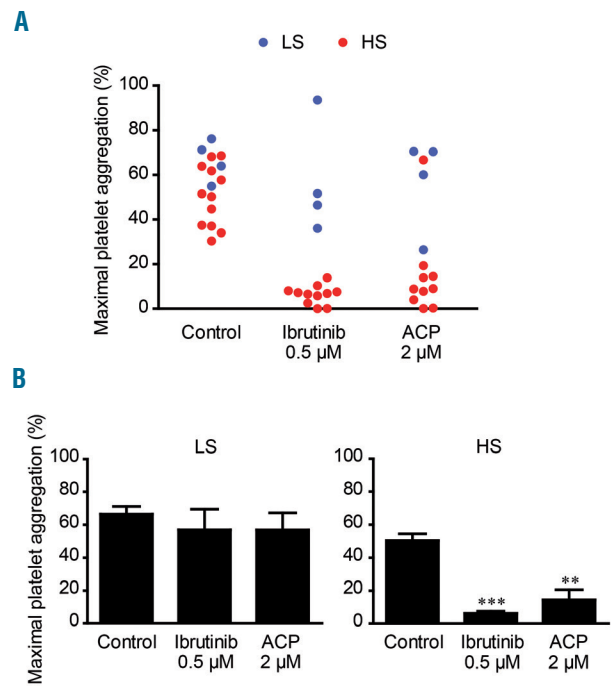 A
LS HS
Maximal platelet aggregation (%)
100
80
60
40
20
0
Control Ibrutinib ACP
0.5 µM 2 µM
B
Maximal platelet aggregation (%)
LS
100
80
60
40
20
0
Control Ibrutinib ACP
0.5 µM 2 µM
HS
100
80
60
40
20
0
*** **
Control Ibrutinib ACP
0.5 µM 2 µM